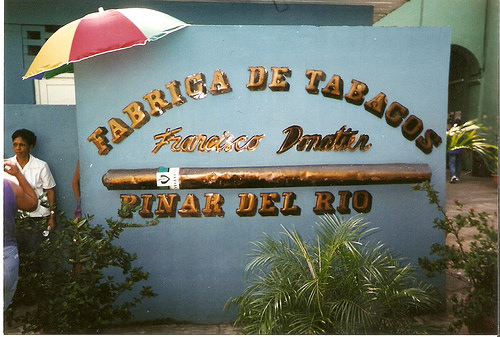 FABRICA DE TABACOS
Francisco Donatien
PINAR DEL RIO